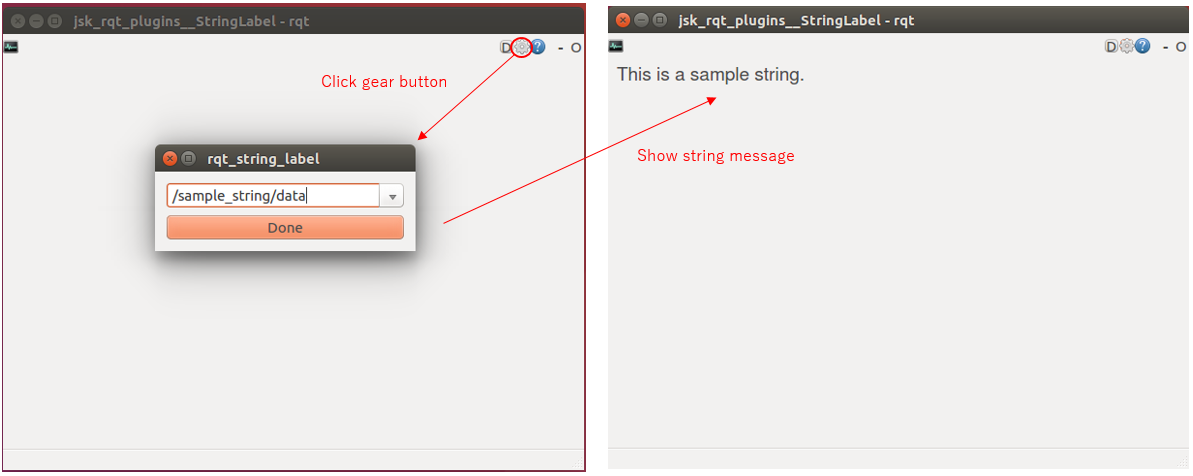 jsk_rqt_plugins__StringLabel - rqt
D ? - O
Click gear button
rqt_string_label
/sample_string/data
Done
jsk_rqt_plugins__StringLabel - rqt
D ? - O
This is a sample string.
Show string message